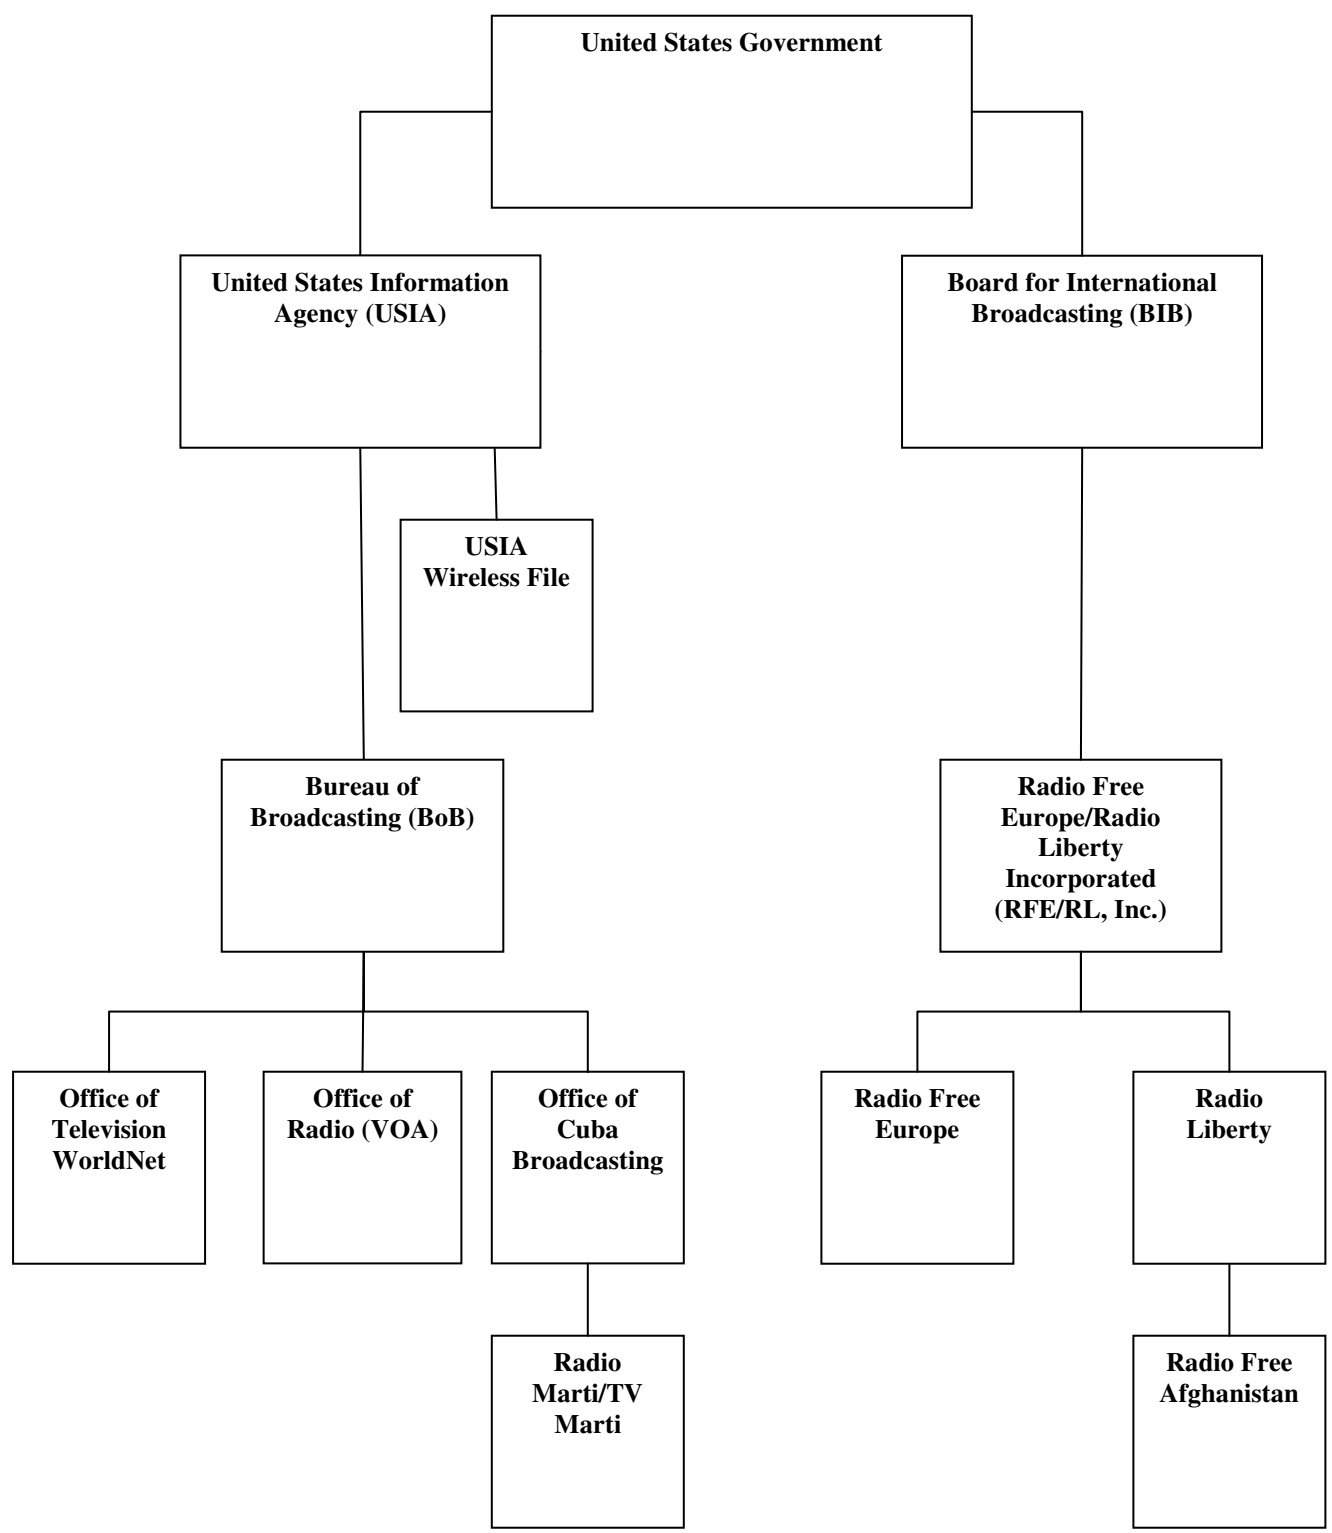 United States Government
United States Information
Agency (USIA)
Board for International
Broadcasting (BIB)
USIA
Wireless File
Bureau of
Broadcasting (BoB)
Radio Free
Europe/Radio
Liberty
Incorporated
(RFE/RL, Inc.)
Office of
Television
WorldNet
Office of
Radio (VOA)
Office of
Cuba
Broadcasting
Radio Free
Europe
Radio
Liberty
Radio
Marti/TV
Marti
Radio Free
Afghanistan